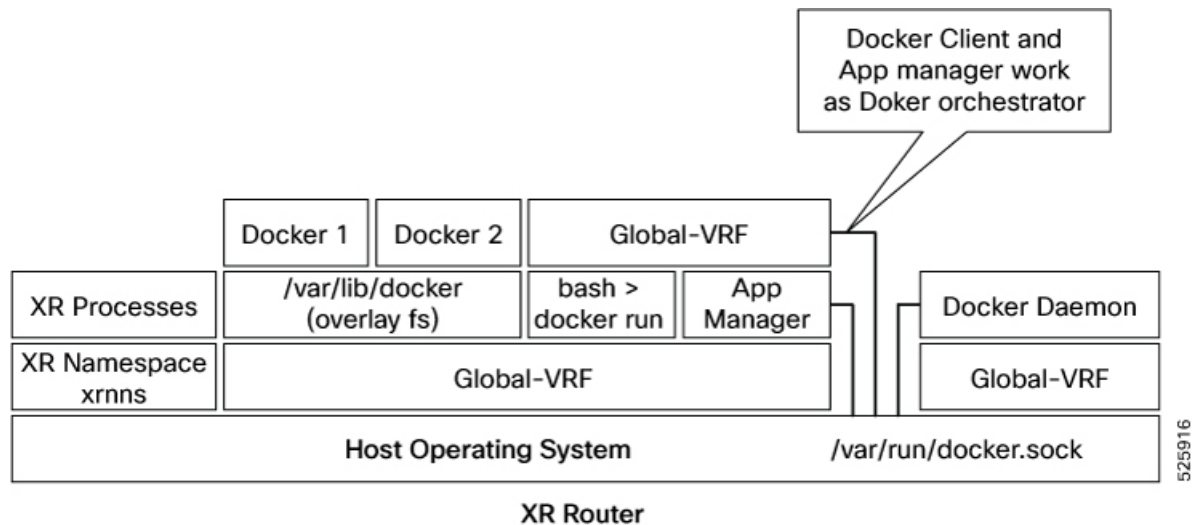 Docker Client and
App manager work
as Doker orchestrator
Docker 1
Docker 2
Global-VRF
XR Processes
/var/lib/docker
(overlay fs)
bash >
docker run
App
Manager
Docker Daemon
XR Namespace
xrnns
Global-VRF
Global-VRF
Host Operating System
/var/run/docker.sock
525916
XR Router